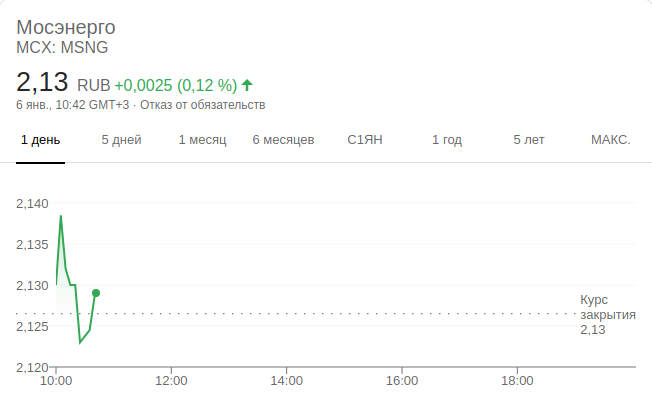 Мосэнерго
MCX: MSNG
2,13 RUB +0,0025 (0,12 %)
6 янв., 10:42 GMT+3 · Отказ от обязательств
1 день 5 дней 1 месяц 6 месяцев С1ЯН 1 год 5 лет МАКС.
2,140
2,135
2,130
Курс
закрытия
2,13
2,125
2,120
10:00 12:00 14:00 16:00 18:00